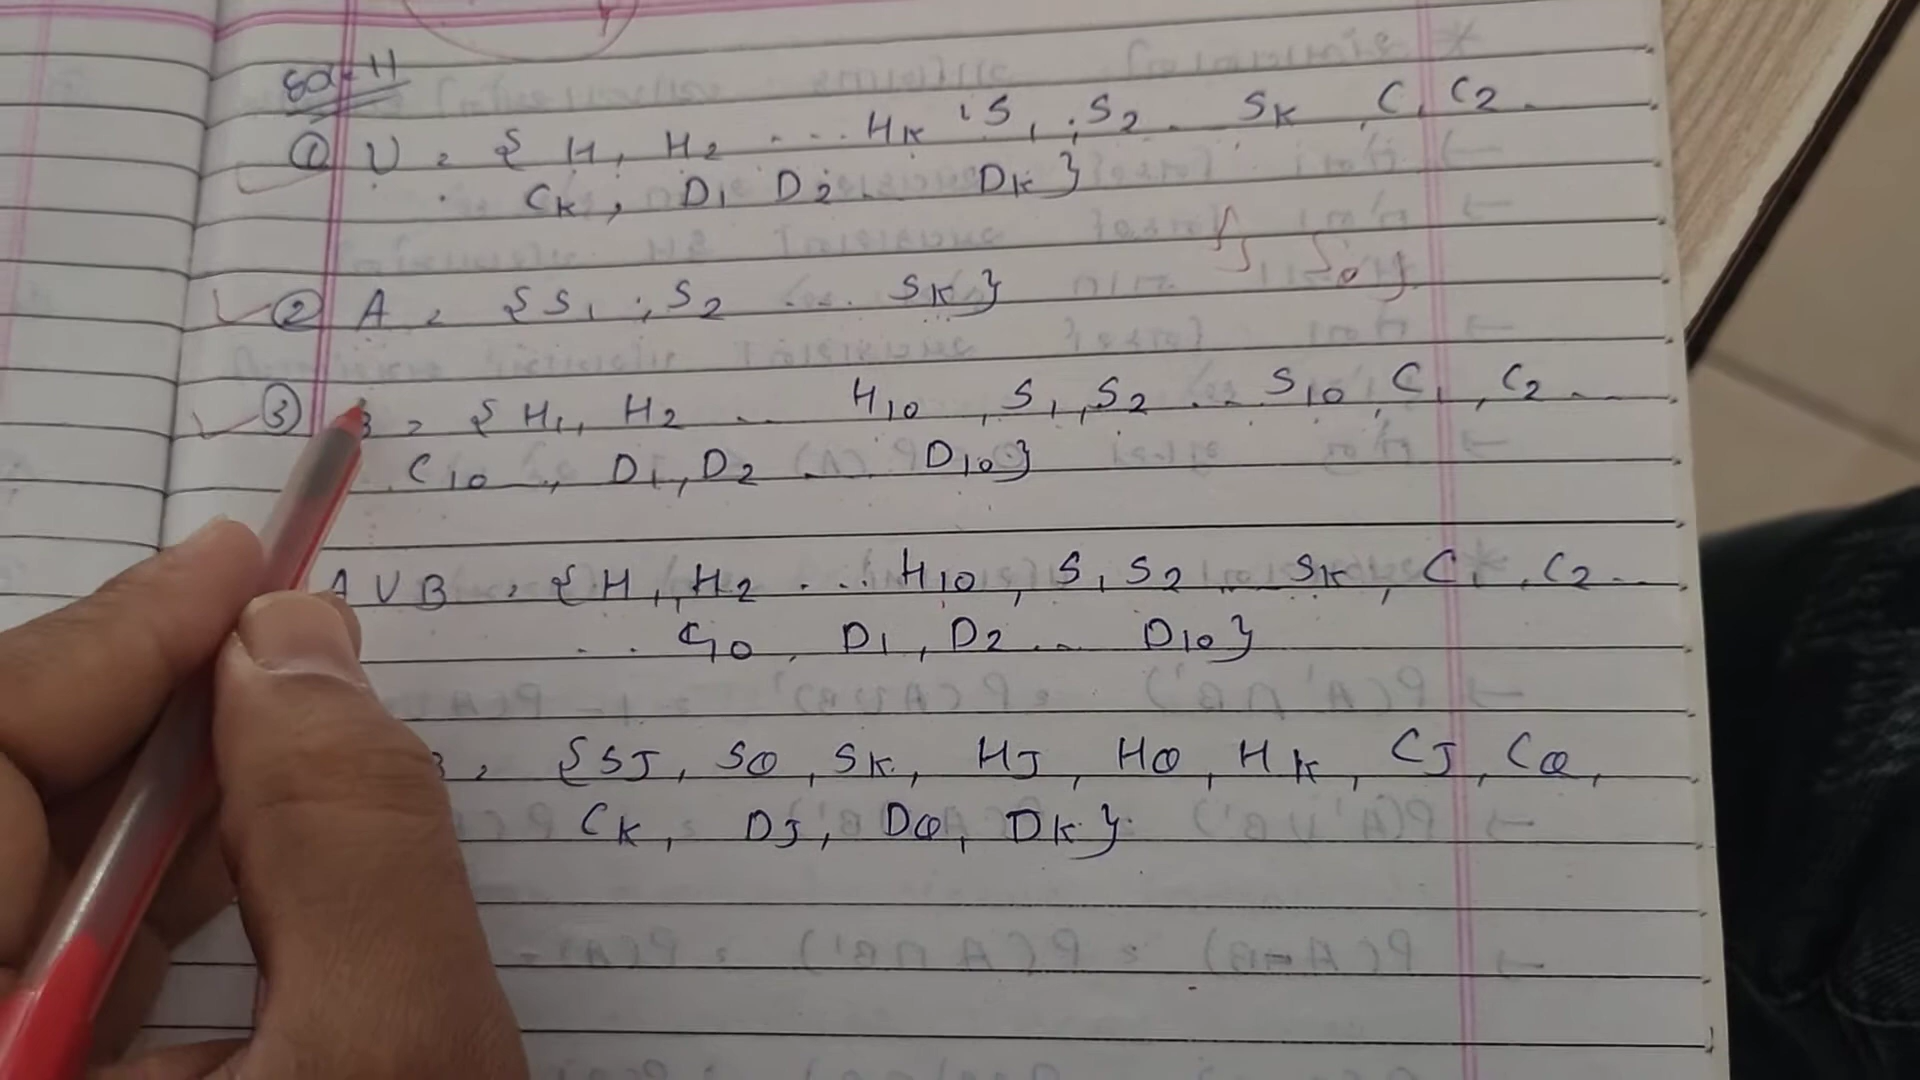 ① U = { H1, H2 ... HK, S1, S2 .. SK, C1, C2 ..
. CK, D1 D2 DK }
② A = { S1, S2 ... SK }
③ B = { H1, H2 .. H10, S1, S2 ... S10, C1, C2 ...
C10, D1, D2 .. D10 }
A ∪ B = { H1, H2 ... H10, S1 S2 .. SK, C1, C2 ..
.. C10, D1, D2 ... D10 }
B = { SJ, SQ, SK, HJ, HQ, HK, CJ, CQ,
CK, DJ, DQ, DK }